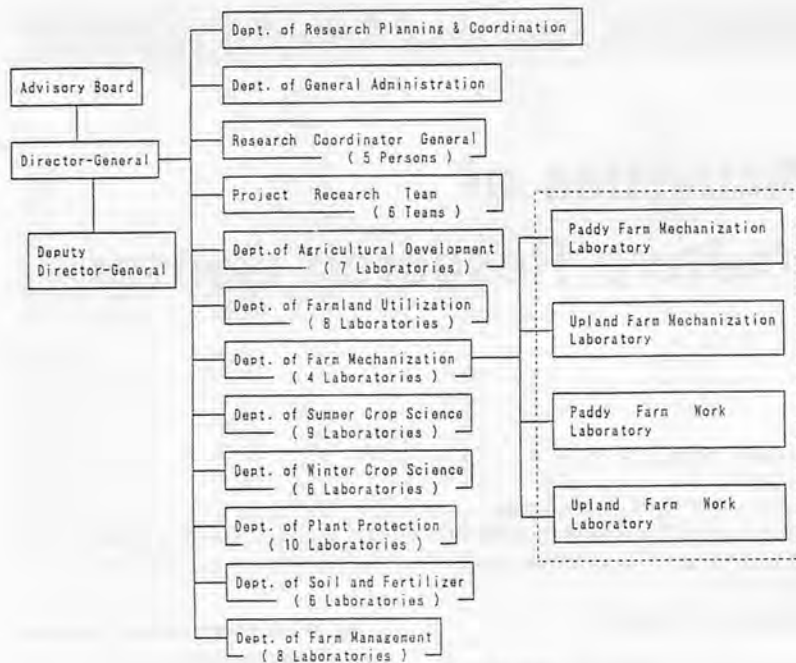 Advisory Board
Director-General
Deputy
Director-General
Dept. of Research Planning & Coordination
Dept. of General Administration
Research Coordinator General
( 5 Persons )
Project Recearch Team
( 6 Teams )
Dept.of Agricultural Development
( 7 Laboratories )
Dept. of Farmland Utilization
( 8 Laboratories )
Dept. of Farm Mechanization
( 4 Laboratories )
Dept. of Summer Crop Science
( 9 Laboratories )
Dept. of Winter Crop Science
( 6 Laboratories )
Dept. of Plant Protection
( 10 Laboratories )
Dept. of Soil and Fertilizer
( 6 Laboratories )
Dept. of Farm Management
( 8 Laboratories )
Paddy Farm Mechanization
Laboratory
Upland Farm Mechanization
Laboratory
Paddy Farm Work
Laboratory
Upland Farm Work
Laboratory